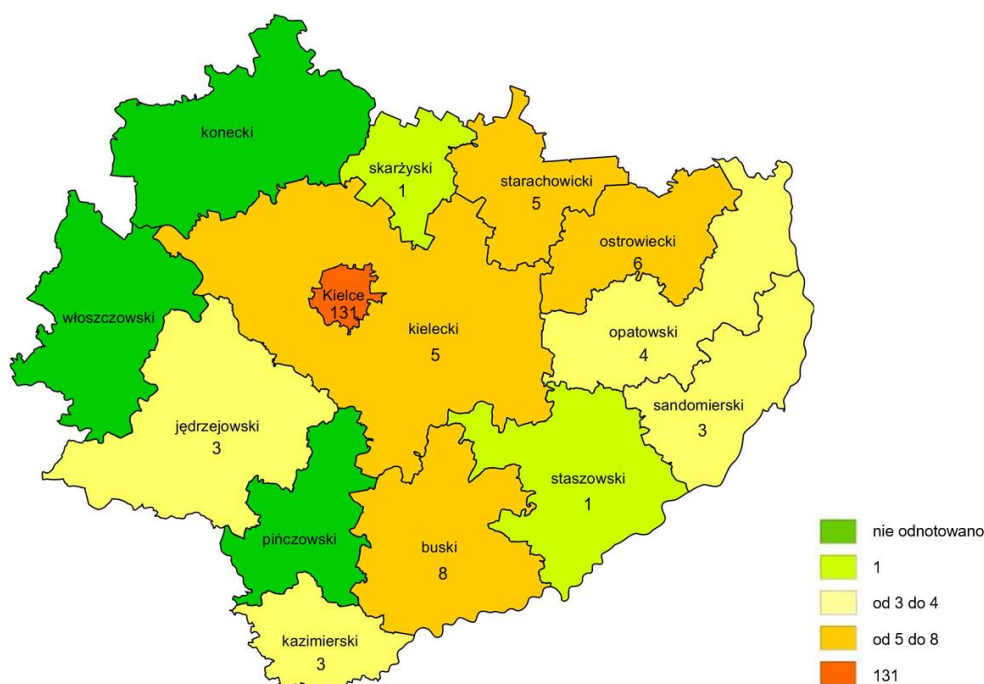 konecki
skarżyski
1
starachowicki
5
ostrowiecki
6
Kielce
131
włoszczowski
kielecki
5
opatowski
4
sandomierski
3
jędrzejowski
3
staszowski
1
pińczowski
buski
8
kazimierski
3
nie odnotowano
1
od 3 do 4
od 5 do 8
131